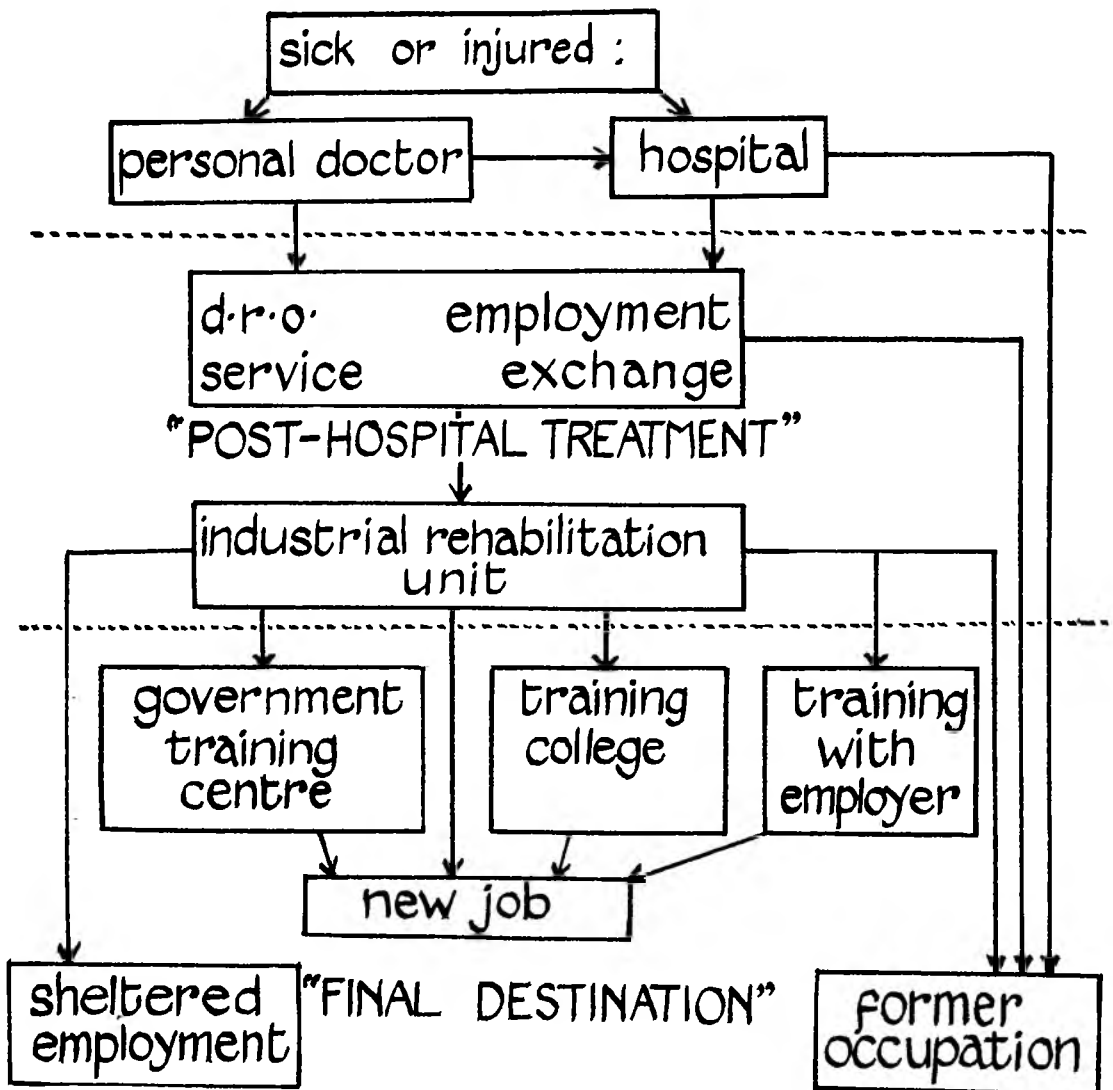 sick or injured :
personal doctor
hospital
d.r.o. employment
service exchange
"POST-HOSPITAL TREATMENT"
industrial rehabilitation
unit
government
training
centre
training
college
training
with
employer
new job
sheltered
employment
"FINAL DESTINATION"
former
occupation